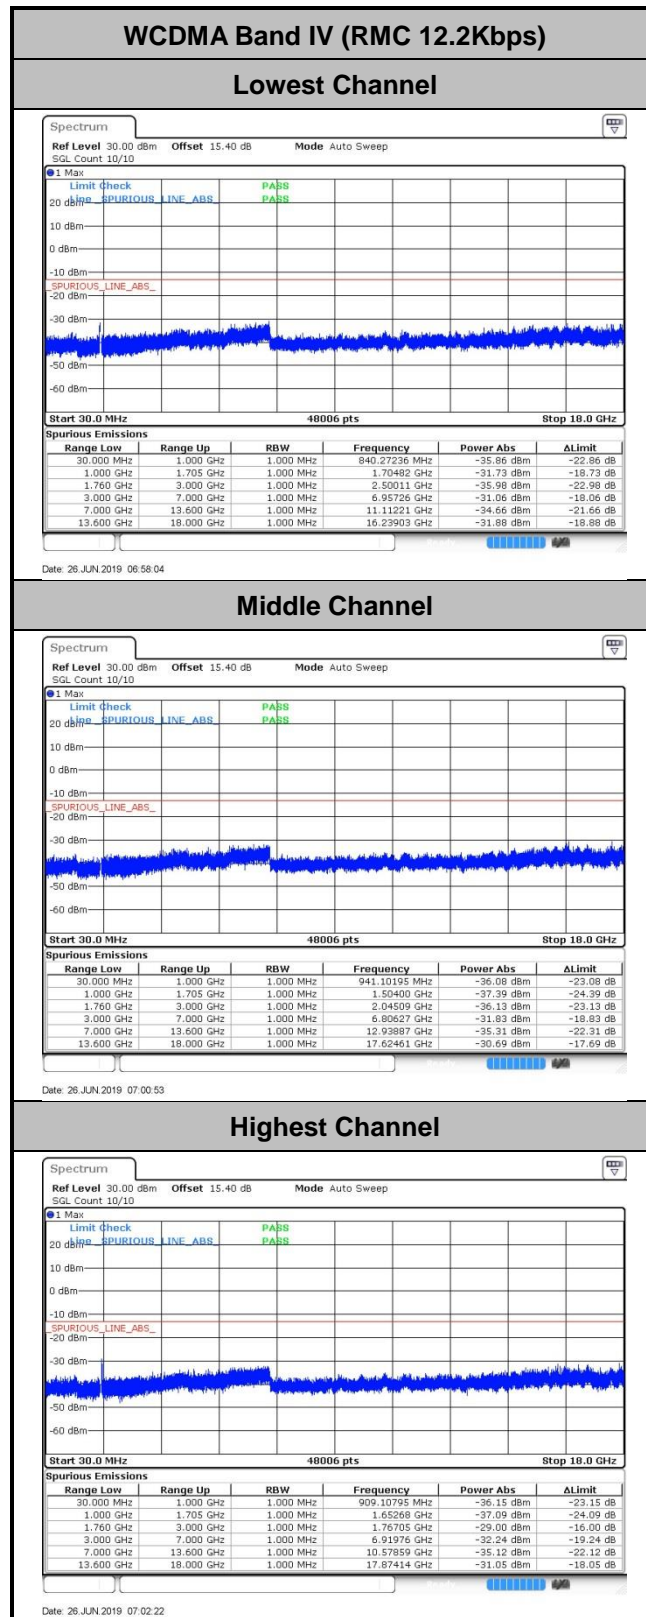 WCDMA Band IV (RMC 12.2Kbps)
Lowest Channel
Spectrum
Ref Level 30.00 dBm Offset 15.40 dB Mode Auto Sweep
SGL Count 10/10
1 Max
Limit Check PASS
20 dBm Line _SPURIOUS_LINE_ABS_ PASS
10 dBm
0 dBm
-10 dBm
_SPURIOUS_LINE_ABS_
-20 dBm
-30 dBm
-50 dBm
-60 dBm
Start 30.0 MHz 48006 pts Stop 18.0 GHz
Spurious Emissions
Range Low Range Up RBW Frequency Power Abs ΔLimit
30.000 MHz 1.000 GHz 1.000 MHz 840.27236 MHz -35.86 dBm -22.86 dB
1.000 GHz 1.705 GHz 1.000 MHz 1.70482 GHz -31.73 dBm -18.73 dB
1.760 GHz 3.000 GHz 1.000 MHz 2.50011 GHz -35.98 dBm -22.98 dB
3.000 GHz 7.000 GHz 1.000 MHz 6.95726 GHz -31.06 dBm -18.06 dB
7.000 GHz 13.600 GHz 1.000 MHz 11.11221 GHz -34.66 dBm -21.66 dB
13.600 GHz 18.000 GHz 1.000 MHz 16.23903 GHz -31.88 dBm -18.88 dB
Date: 26.JUN.2019 06:58:04
Middle Channel
Spectrum
Ref Level 30.00 dBm Offset 15.40 dB Mode Auto Sweep
SGL Count 10/10
1 Max
Limit Check PASS
20 dBm Line _SPURIOUS_LINE_ABS_ PASS
10 dBm
0 dBm
-10 dBm
_SPURIOUS_LINE_ABS_
-20 dBm
-30 dBm
-50 dBm
-60 dBm
Start 30.0 MHz 48006 pts Stop 18.0 GHz
Spurious Emissions
Range Low Range Up RBW Frequency Power Abs ΔLimit
30.000 MHz 1.000 GHz 1.000 MHz 941.10195 MHz -36.08 dBm -23.08 dB
1.000 GHz 1.705 GHz 1.000 MHz 1.50400 GHz -37.39 dBm -24.39 dB
1.760 GHz 3.000 GHz 1.000 MHz 2.04509 GHz -36.13 dBm -23.13 dB
3.000 GHz 7.000 GHz 1.000 MHz 6.80627 GHz -31.83 dBm -18.83 dB
7.000 GHz 13.600 GHz 1.000 MHz 12.93887 GHz -35.31 dBm -22.31 dB
13.600 GHz 18.000 GHz 1.000 MHz 17.62461 GHz -30.69 dBm -17.69 dB
Date: 26.JUN.2019 07:00:53
Highest Channel
Spectrum
Ref Level 30.00 dBm Offset 15.40 dB Mode Auto Sweep
SGL Count 10/10
1 Max
Limit Check PASS
20 dBm Line _SPURIOUS_LINE_ABS_ PASS
10 dBm
0 dBm
-10 dBm
_SPURIOUS_LINE_ABS_
-20 dBm
-30 dBm
-50 dBm
-60 dBm
Start 30.0 MHz 48006 pts Stop 18.0 GHz
Spurious Emissions
Range Low Range Up RBW Frequency Power Abs ΔLimit
30.000 MHz 1.000 GHz 1.000 MHz 909.10795 MHz -36.15 dBm -23.15 dB
1.000 GHz 1.705 GHz 1.000 MHz 1.65268 GHz -37.09 dBm -24.09 dB
1.760 GHz 3.000 GHz 1.000 MHz 1.76705 GHz -29.00 dBm -16.00 dB
3.000 GHz 7.000 GHz 1.000 MHz 6.91976 GHz -32.24 dBm -19.24 dB
7.000 GHz 13.600 GHz 1.000 MHz 10.57859 GHz -35.12 dBm -22.12 dB
13.600 GHz 18.000 GHz 1.000 MHz 17.87414 GHz -31.05 dBm -18.05 dB
Date: 26.JUN.2019 07:02:22